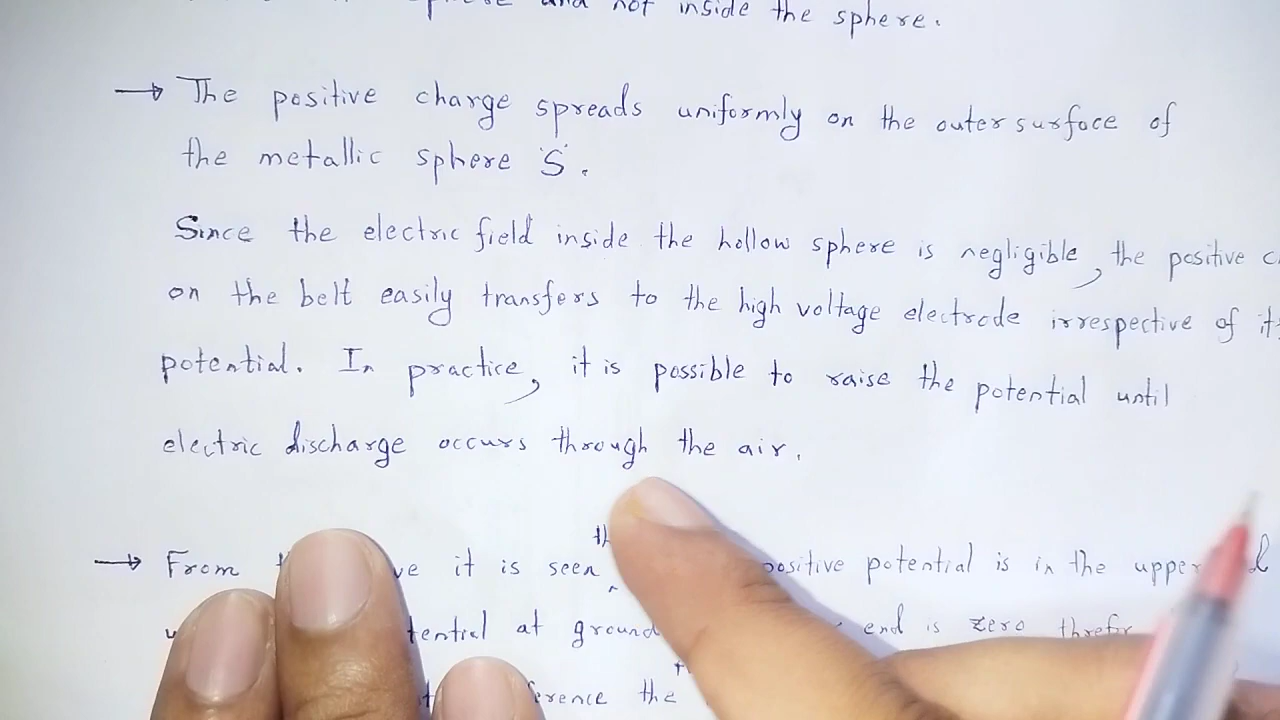 and not inside the sphere.
→ The positive charge spreads uniformly on the outer surface of
the metallic sphere 'S'.
Since the electric field inside the hollow sphere is negligible, the positive
on the belt easily transfers to the high voltage electrode irrespective of
potential. In practice, it is possible to raise the potential until
electric discharge occurs through the air.
→ From it is seen positive potential is in the upper
at ground end is zero threfr
the